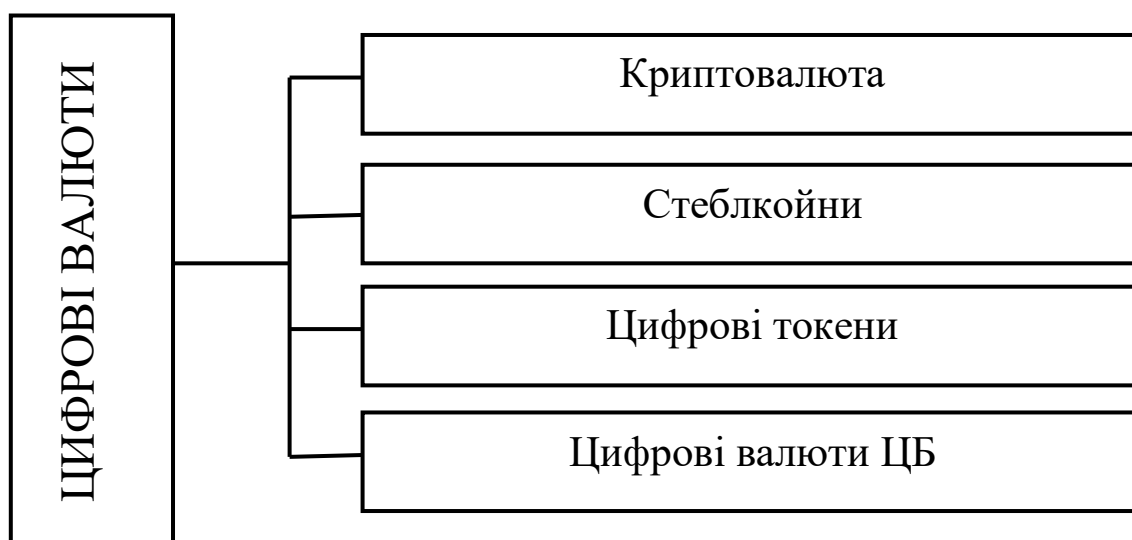 ЦИФРОВІ ВАЛЮТИ
Криптовалюта
Стеблкойни
Цифрові токени
Цифрові валюти ЦБ